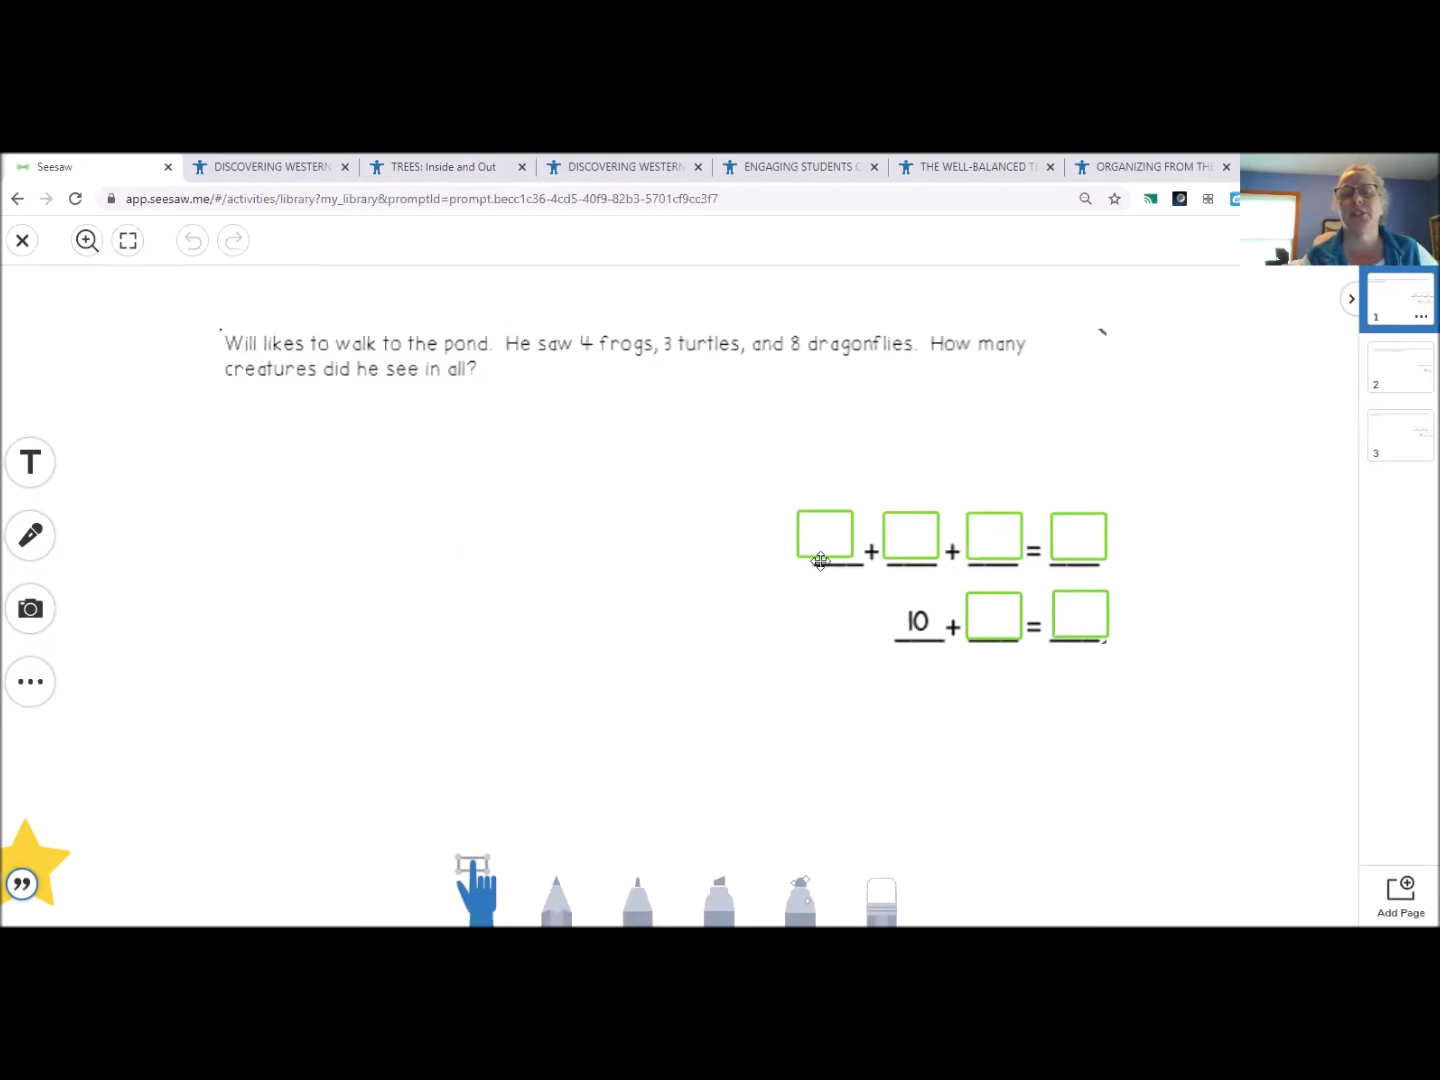 Seesaw
DISCOVERING WESTERN
TREES: Inside and Out
DISCOVERING WESTERN
ENGAGING STUDENTS
THE WELL-BALANCED
ORGANIZING FROM THE
app.seesaw.me/#/activities/library?my_library&promptId=prompt.becc1c36-4cd5-40f9-82b3-5701cf9cc3f7
Will likes to walk to the pond. He saw 4 frogs, 3 turtles, and 8 dragonflies. How many
creatures did he see in all?
+ + =
10 + =
T
1
2
3
Add Page